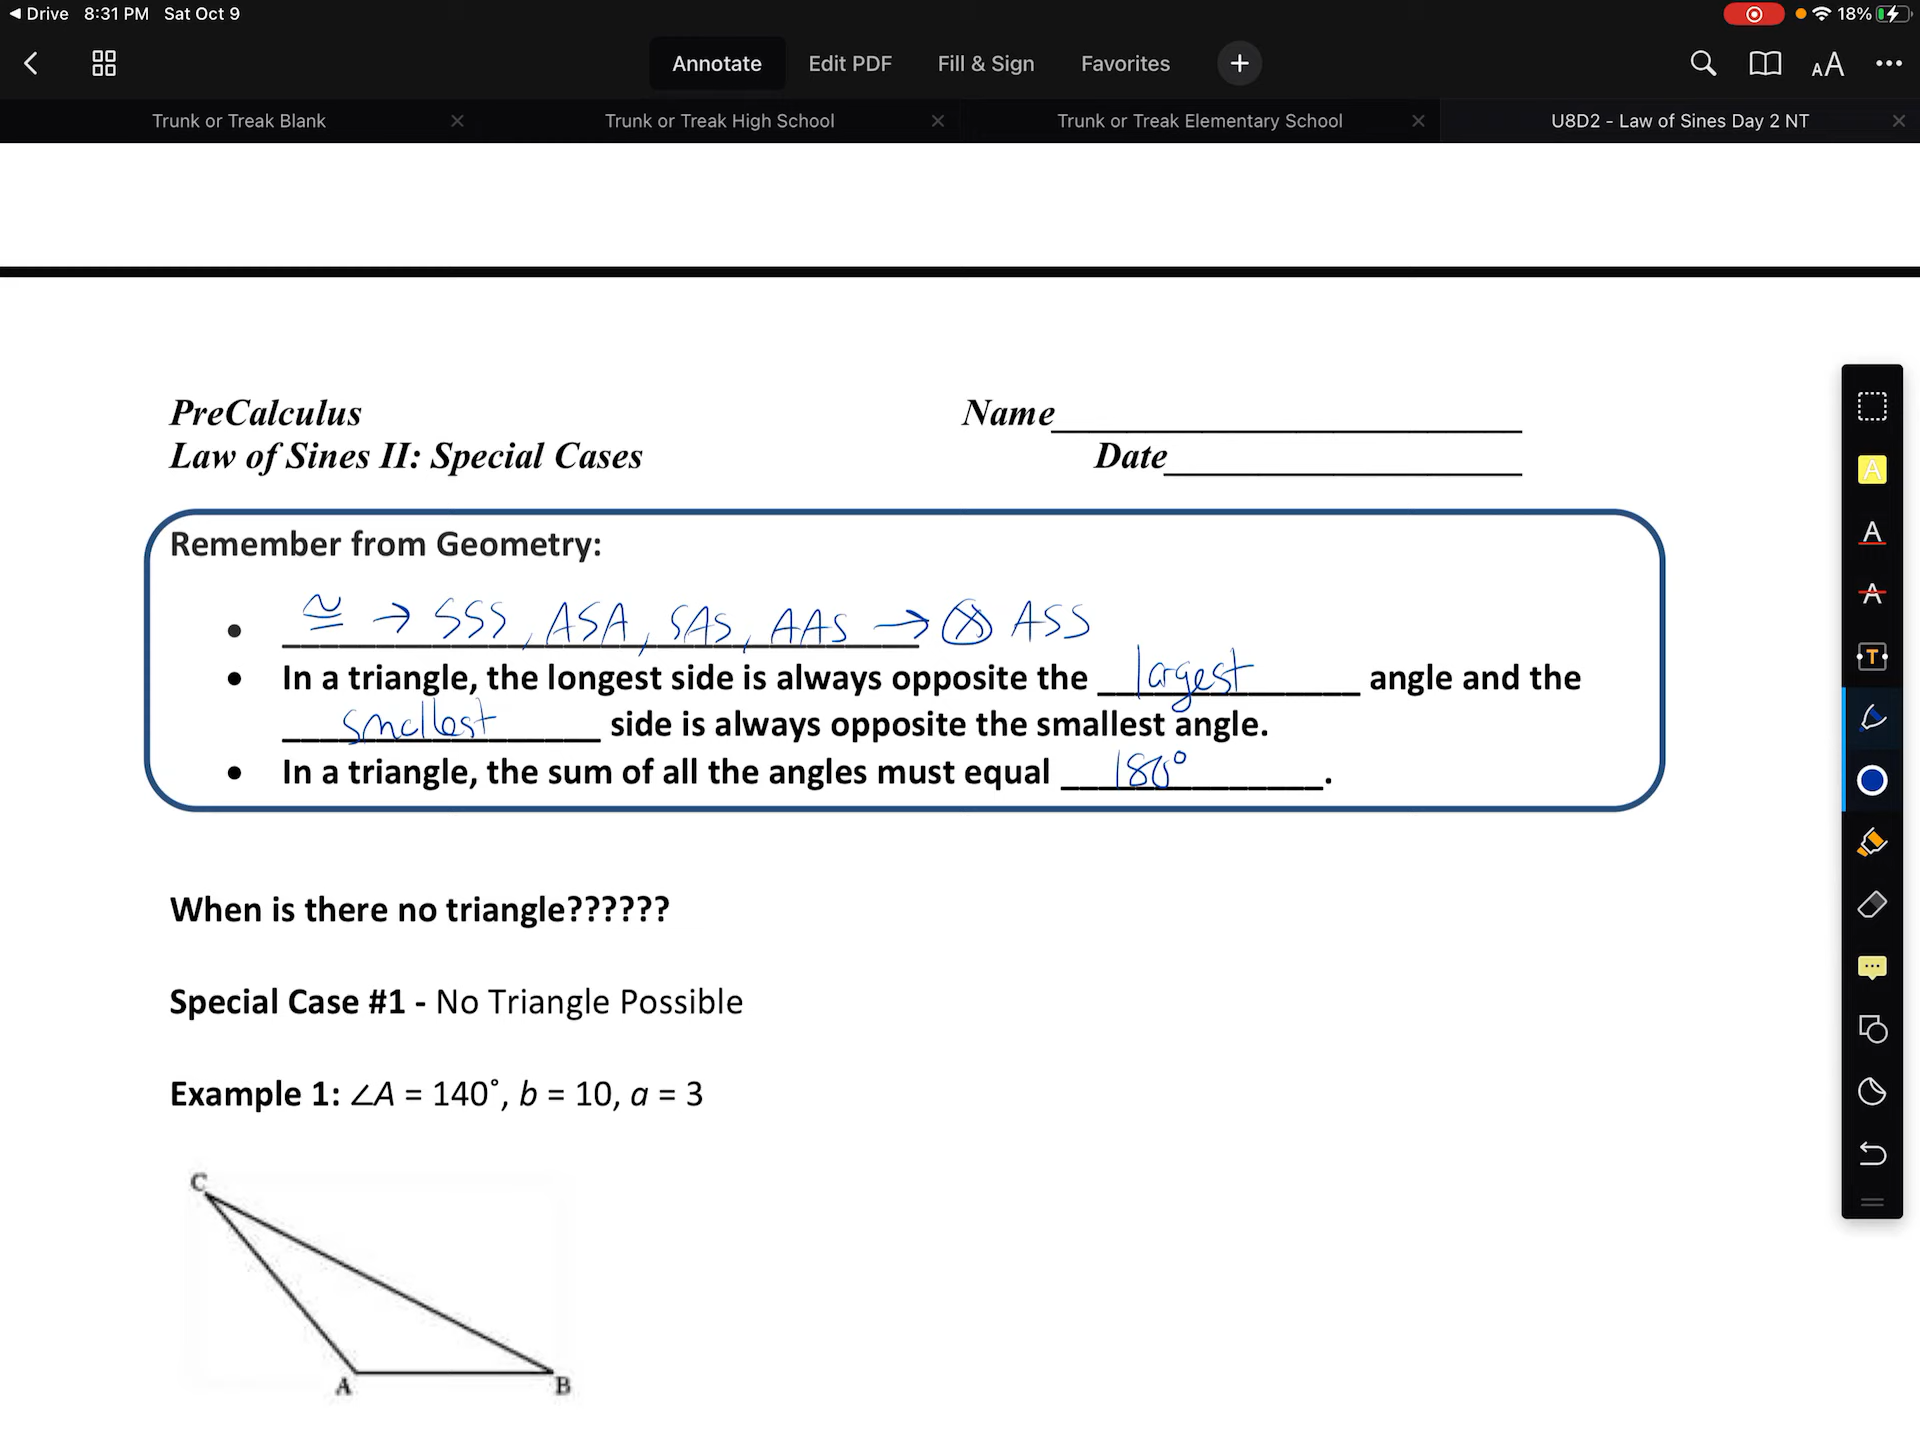 ◀ Drive 8:31 PM Sat Oct 9 18%
Annotate Edit PDF Fill & Sign Favorites + AA
Trunk or Treak Blank × Trunk or Treak High School × Trunk or Treak Elementary School × U8D2 - Law of Sines Day 2 NT ×
PreCalculus Name
Law of Sines II: Special Cases Date
Remember from Geometry:
• ≅ → SSS, ASA, SAS, AAS → ⊗ ASS
• In a triangle, the longest side is always opposite the largest angle and the
smallest side is always opposite the smallest angle.
• In a triangle, the sum of all the angles must equal 180°.
When is there no triangle??????
Special Case #1 - No Triangle Possible
Example 1: ∠A = 140°, b = 10, a = 3
C
A B
A
A
A
T